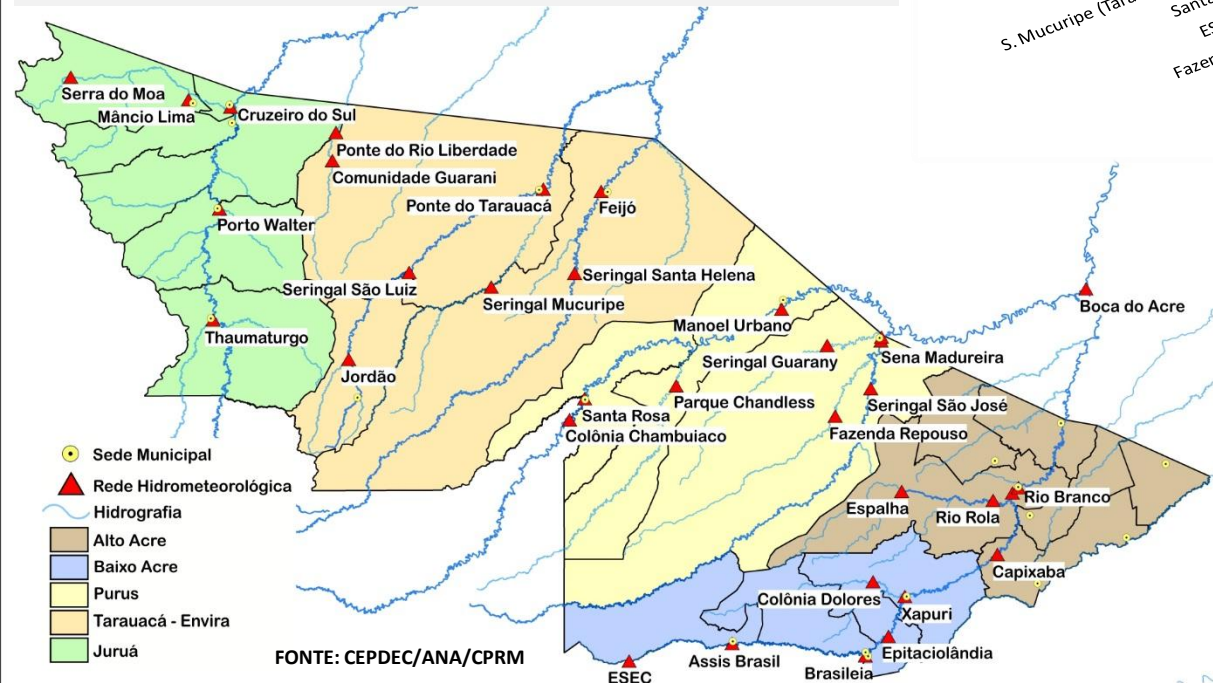 S. Mucuripe (Tara
Santa
Fazer
Serra do Moa
Mâncio Lima
Cruzeiro do Sul
Ponte do Rio Liberdade
Comunidade Guarani
Ponte do Tarauacá
Feijó
Porto Walter
Seringal São Luiz
Seringal Mucuripe
Seringal Santa Helena
Thaumaturgo
Jordão
Manoel Urbano
Boca do Acre
Seringal Guarany
Sena Madureira
Parque Chandless
Seringal São José
Santa Rosa
Colônia Chambuiaco
Fazenda Repouso
Espalha
Rio Rola
Rio Branco
Capixaba
Colônia Dolores
Xapuri
Epitaciolândia
Assis Brasil
Brasileia
ESEC
Sede Municipal
Rede Hidrometeorológica
Hidrografia
Alto Acre
Baixo Acre
Purus
Tarauacá - Envira
Juruá
FONTE: CEPDEC/ANA/CPRM